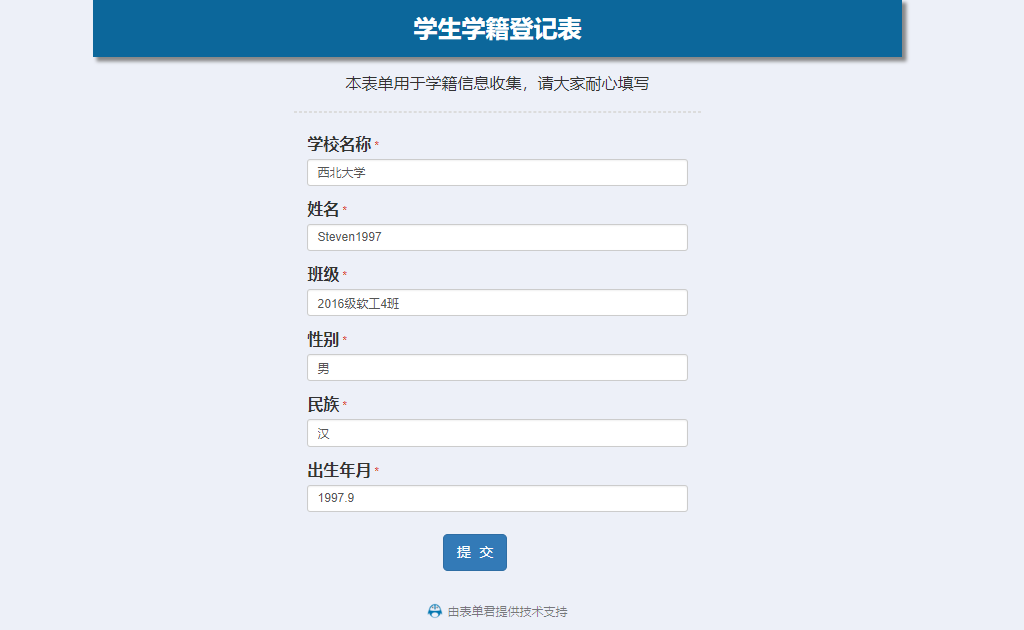 学生学籍登记表
本表单用于学籍信息收集，请大家耐心填写
学校名称*
西北大学
姓名*
Steven1997
班级*
2016级软工4班
性别*
男
民族*
汉
出生年月*
1997.9
提 交
由表单君提供技术支持